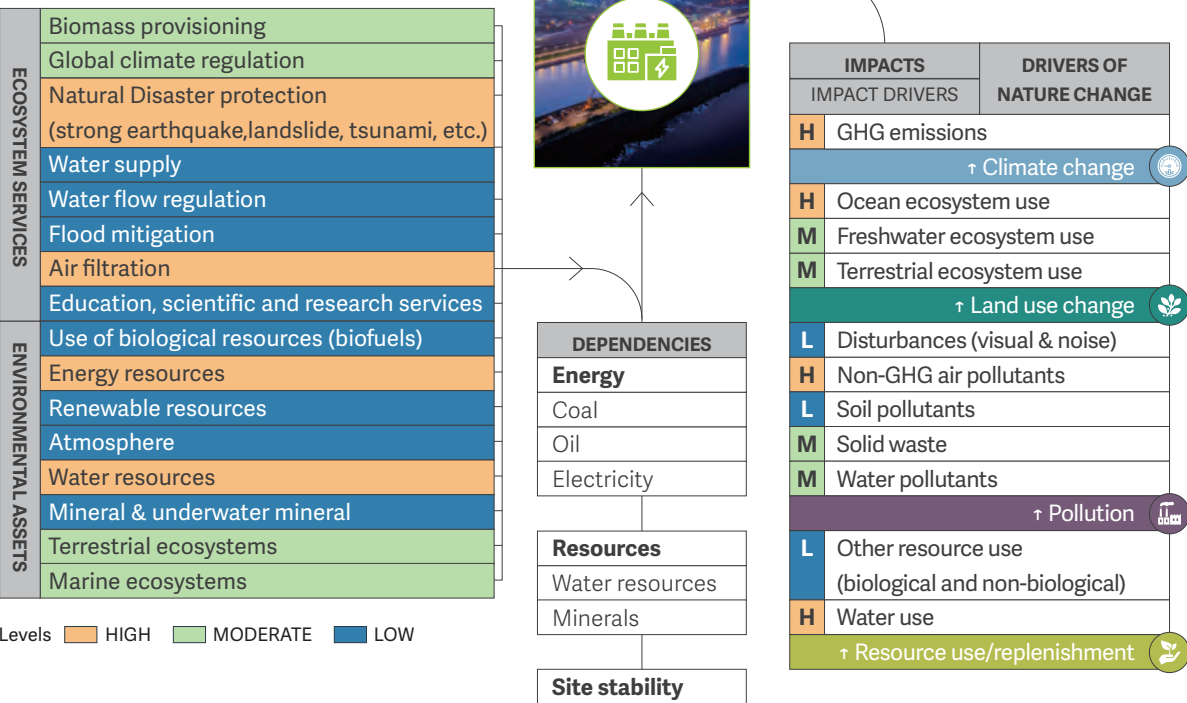 ECOSYSTEM SERVICES
Biomass provisioning
Global climate regulation
Natural Disaster protection
(strong earthquake,landslide, tsunami, etc.)
Water supply
Water flow regulation
Flood mitigation
Air filtration
Education, scientific and research services
ENVIRONMENTAL ASSETS
Use of biological resources (biofuels)
Energy resources
Renewable resources
Atmosphere
Water resources
Mineral & underwater mineral
Terrestrial ecosystems
Marine ecosystems
Levels HIGH MODERATE LOW
DEPENDENCIES
Energy
Coal
Oil
Electricity
Resources
Water resources
Minerals
Site stability
IMPACTS
IMPACT DRIVERS
DRIVERS OF
NATURE CHANGE
H GHG emissions
↑ Climate change
H Ocean ecosystem use
M Freshwater ecosystem use
M Terrestrial ecosystem use
↑ Land use change
L Disturbances (visual & noise)
H Non-GHG air pollutants
L Soil pollutants
M Solid waste
M Water pollutants
↑ Pollution
L Other resource use
(biological and non-biological)
H Water use
↑ Resource use/replenishment